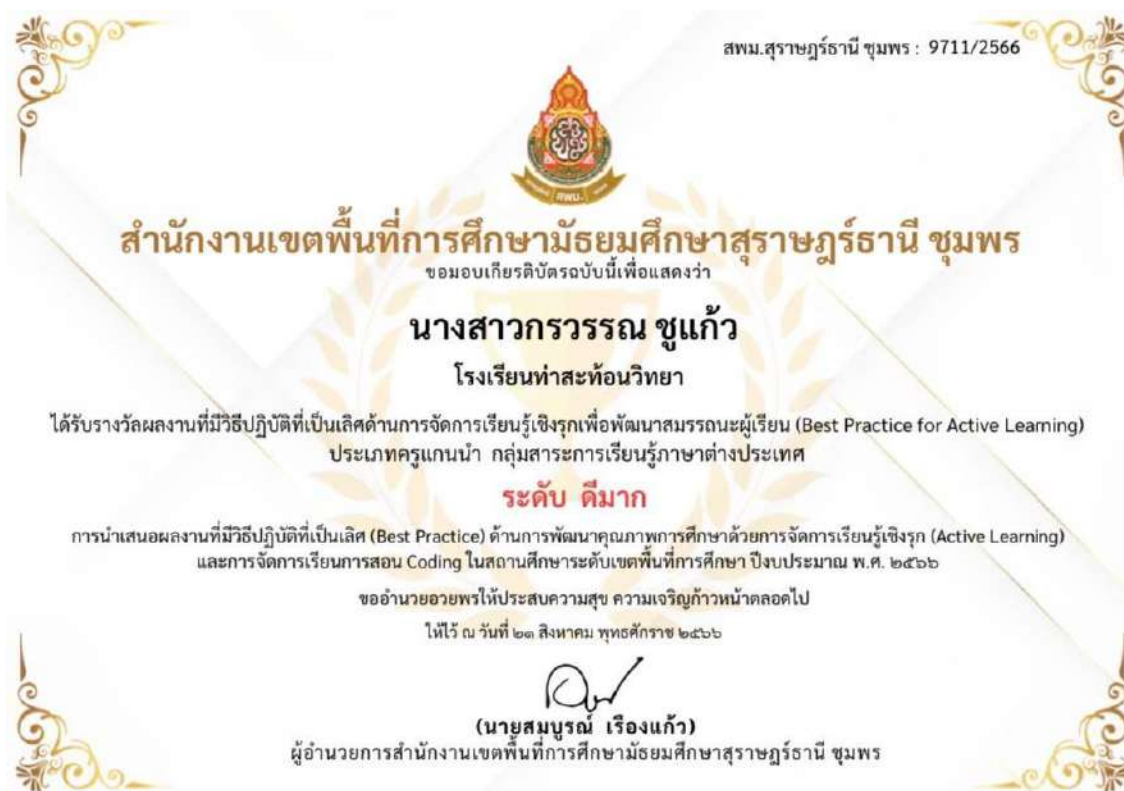 สพม.สุราษฎร์ธานี ชุมพร : 9711/2566
สพม.
สำนักงานเขตพื้นที่การศึกษามัธยมศึกษาสุราษฎร์ธานี ชุมพร
ขอมอบเกียรติบัตรฉบับนี้เพื่อแสดงว่า
นางสาวกรวรรณ ชูแก้ว
โรงเรียนท่าสะท้อนวิทยา
ได้รับรางวัลผลงานที่มีวิธีปฏิบัติที่เป็นเลิศด้านการจัดการเรียนรู้เชิงรุกเพื่อพัฒนาสมรรถนะผู้เรียน (Best Practice for Active Learning)
ประเภทครูแกนนำ กลุ่มสาระการเรียนรู้ภาษาต่างประเทศ
ระดับ ดีมาก
การนำเสนอผลงานที่มีวิธีปฏิบัติที่เป็นเลิศ (Best Practice) ด้านการพัฒนาคุณภาพการศึกษาด้วยการจัดการเรียนรู้เชิงรุก (Active Learning)
และการจัดการเรียนการสอน Coding ในสถานศึกษาระดับเขตพื้นที่การศึกษา ปีงบประมาณ พ.ศ. ๒๕๖๖
ขออำนวยอวยพรให้ประสบความสุข ความเจริญก้าวหน้าตลอดไป
ให้ไว้ ณ วันที่ ๒๑ สิงหาคม พุทธศักราช ๒๕๖๖
(นายสมบูรณ์ เรืองแก้ว)
ผู้อำนวยการสำนักงานเขตพื้นที่การศึกษามัธยมศึกษาสุราษฎร์ธานี ชุมพร